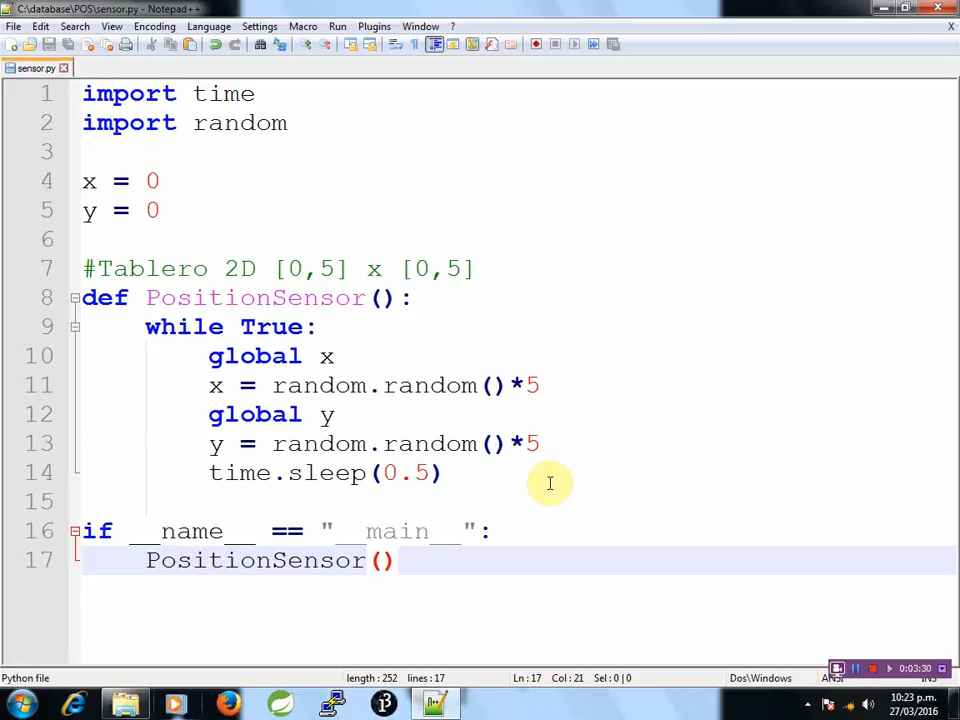 C:\database\POS\sensor.py - Notepad++
File Edit Search View Encoding Language Settings Macro Run Plugins Window ? X
sensor.py
1 import time
2 import random
3
4 x = 0
5 y = 0
6
7 #Tablero 2D [0,5] x [0,5]
8 def PositionSensor():
9 while True:
10 global x
11 x = random.random()*5
12 global y
13 y = random.random()*5
14 time.sleep(0.5)
15
16 if __name__ == "__main__":
17 PositionSensor()
0:03:30
Python file length : 252 lines : 17 Ln : 17 Col : 21 Sel : 0 | 0 Dos\Windows
10:23 p.m.
27/03/2016